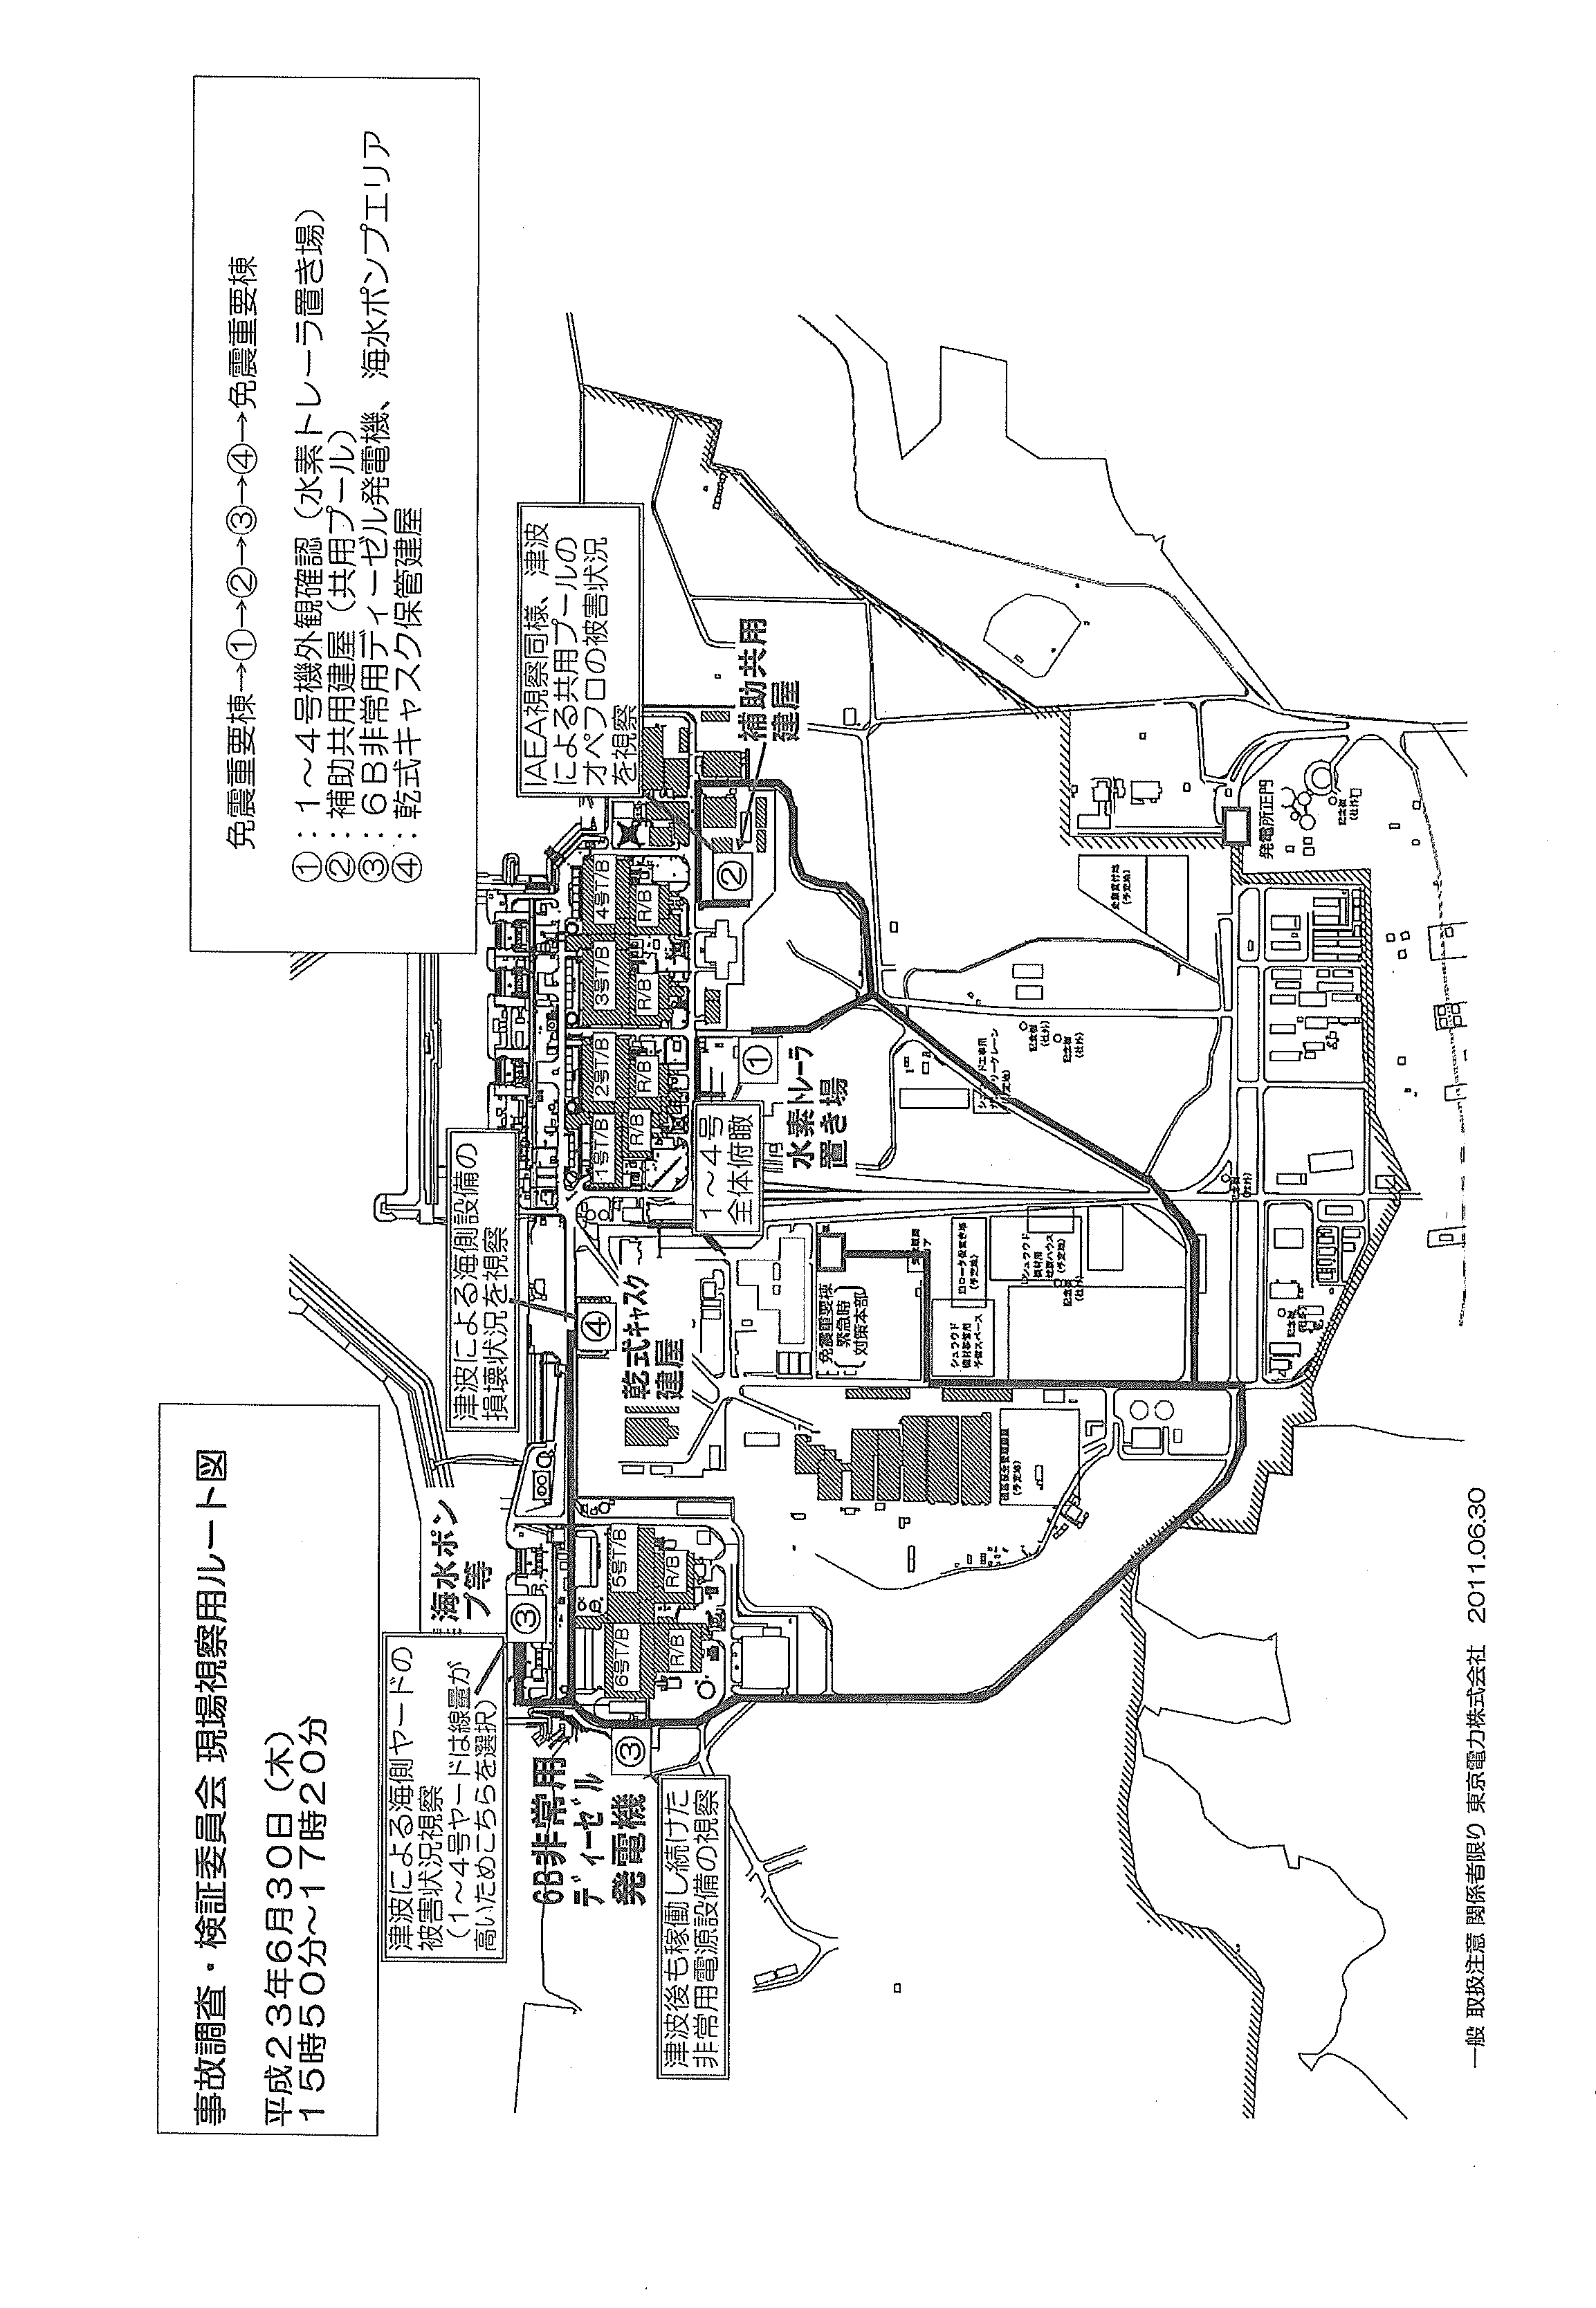 事故調査・検証委員会 現場視察用ルート図
平成23年6月30日（木）
15時50分～17時20分
免震重要棟→①→②→③→④→免震重要棟
①：1～4号機外観確認（水素トレーラ置き場）
②：補助共用建屋（共用プール）
③：6B非常用ディーゼル発電機、海水ポンプエリア
④：乾式キャスク保管建屋
津波による海側ヤードの
被害状況視察
（1～4号ヤードは線量が
高いためこちらを選択）
海水ポン
プ等
③
津波による海側設備の
損壊状況を視察
④
IAEA視察同様、津波
による共用プールの
オペフロの被害状況
を視察
6B非常用
ディーゼル
発電機
③
津波後も稼働し続けた
非常用電源設備の視察
6号T/B
R/B
5号T/B
R/B
乾式キャスク
建屋
1号T/B
R/B
2号T/B
R/B
3号T/B
R/B
4号T/B
R/B
1～4号
全体俯瞰
①
水素トレーラ
置き場
②
補助共用
建屋
免震重要棟
緊急時
対策本部
発電所正門
一般 取扱注意 関係者限り 東京電力株式会社 2011.06.30